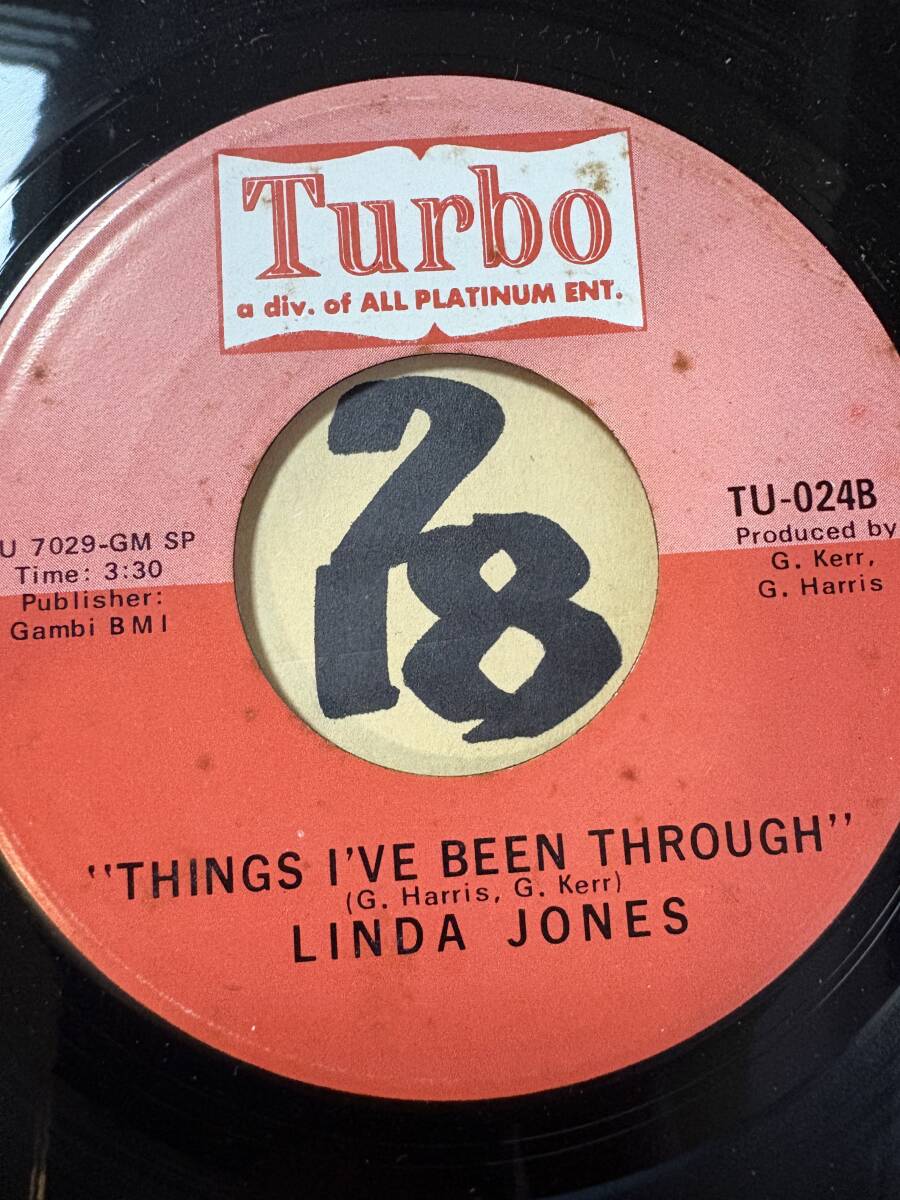 Turbo
a div. of ALL PLATINUM ENT.
78
TU-024B
Produced by
G. Kerr,
G. Harris
U 7029-GM SP
Time: 3:30
Publisher:
Gambi BMI
"THINGS I'VE BEEN THROUGH"
(G. Harris, G. Kerr)
LINDA JONES